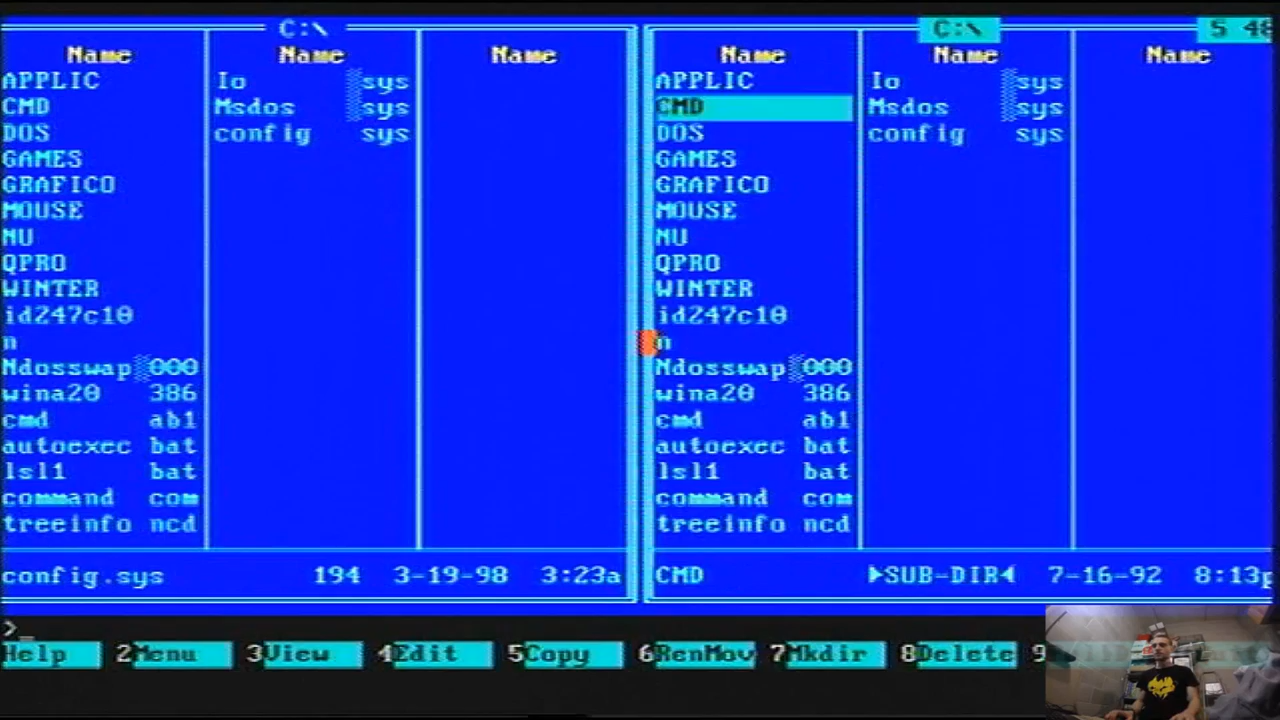 C:\ C:\ 5 48
Name Name Name Name Name Name
APPLIC Io sys APPLIC Io sys
CMD Msdos sys CMD Msdos sys
DOS config sys DOS config sys
GAMES GAMES
GRAFICO GRAFICO
MOUSE MOUSE
NU NU
QPRO QPRO
WINTER WINTER
id247c10 id247c10
n n
Ndosswap 000 Ndosswap 000
wina20 386 wina20 386
cmd ab1 cmd ab1
autoexec bat autoexec bat
lsl1 bat lsl1 bat
command com command com
treeinfo ncd treeinfo ncd
config.sys 194 3-19-98 3:23a CMD ►SUB-DIR◄ 7-16-92 8:13p
>_
Help 2Menu 3View 4Edit 5Copy 6RenMov 7Mkdir 8Delete 9